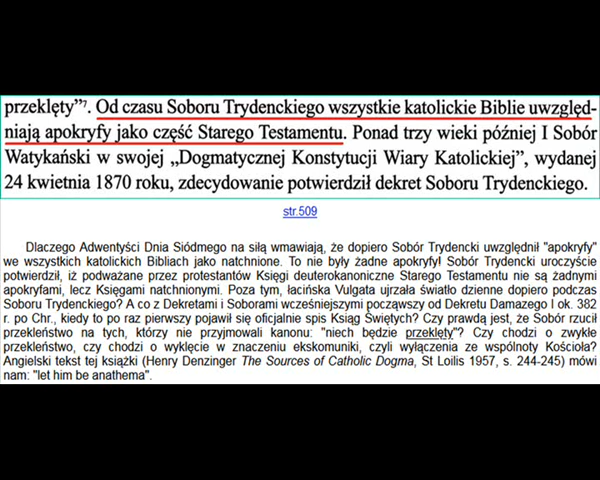 przeklęty”⁷. Od czasu Soboru Trydenckiego wszystkie katolickie Biblie uwzględ-
niają apokryfy jako część Starego Testamentu. Ponad trzy wieki później I Sobór
Watykański w swojej „Dogmatycznej Konstytucji Wiary Katolickiej”, wydanej
24 kwietnia 1870 roku, zdecydowanie potwierdził dekret Soboru Trydenckiego.
str.509
Dlaczego Adwentyści Dnia Siódmego na siłą wmawiają, że dopiero Sobór Trydencki uwzględnił "apokryfy"
we wszystkich katolickich Bibliach jako natchnione. To nie były żadne apokryfy! Sobór Trydencki uroczyście
potwierdził, iż podważane przez protestantów Księgi deuterokanoniczne Starego Testamentu nie są żadnymi
apokryfami, lecz Księgami natchnionymi. Poza tym, łacińska Vulgata ujrzała światło dzienne dopiero podczas
Soboru Trydenckiego? A co z Dekretami i Soborami wcześniejszymi począwszy od Dekretu Damazego I ok. 382
r. po Chr., kiedy to po raz pierwszy pojawił się oficjalnie spis Ksiąg Świętych? Czy prawdą jest, że Sobór rzucił
przekleństwo na tych, którzy nie przyjmowali kanonu: "niech będzie przeklęty"? Czy chodzi o zwykłe
przekleństwo, czy chodzi o wyklęcie w znaczeniu ekskomuniki, czyli wyłączenia ze wspólnoty Kościoła?
Angielski tekst tej książki (Henry Denzinger The Sources of Catholic Dogma, St Loilis 1957, s. 244-245) mówi
nam: "let him be anathema".